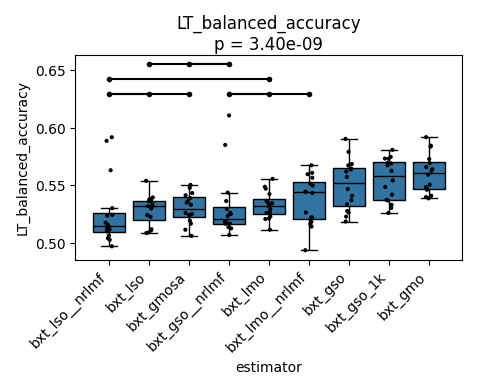 LT_balanced_accuracy
p = 3.40e-09
LT_balanced_accuracy
0.65
0.60
0.55
0.50
bxt_lso__nrlmf
bxt_lso
bxt_gmosa
bxt_gso__nrlmf
bxt_lmo
bxt_lmo__nrlmf
bxt_gso
bxt_gso_1k
bxt_gmo
estimator